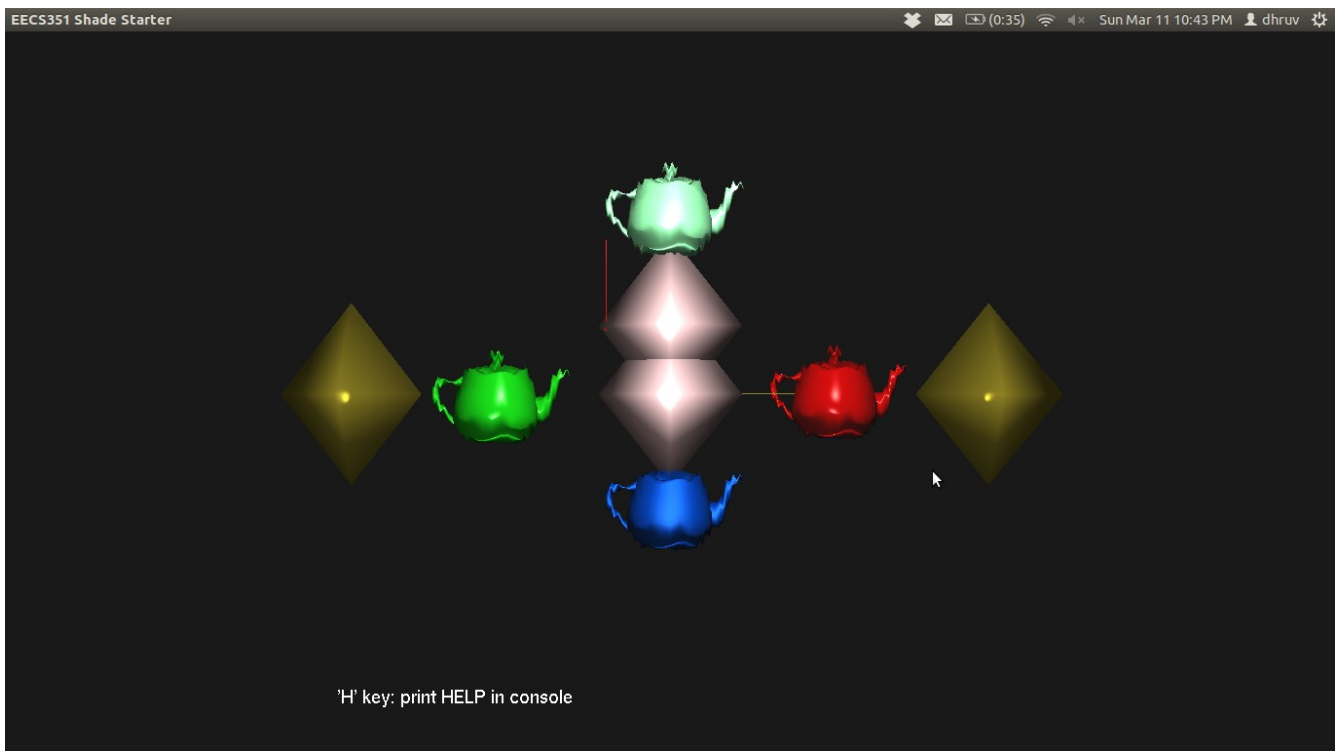 EECS351 Shade Starter
(0:35) Sun Mar 11 10:43 PM dhruv
'H' key: print HELP in console